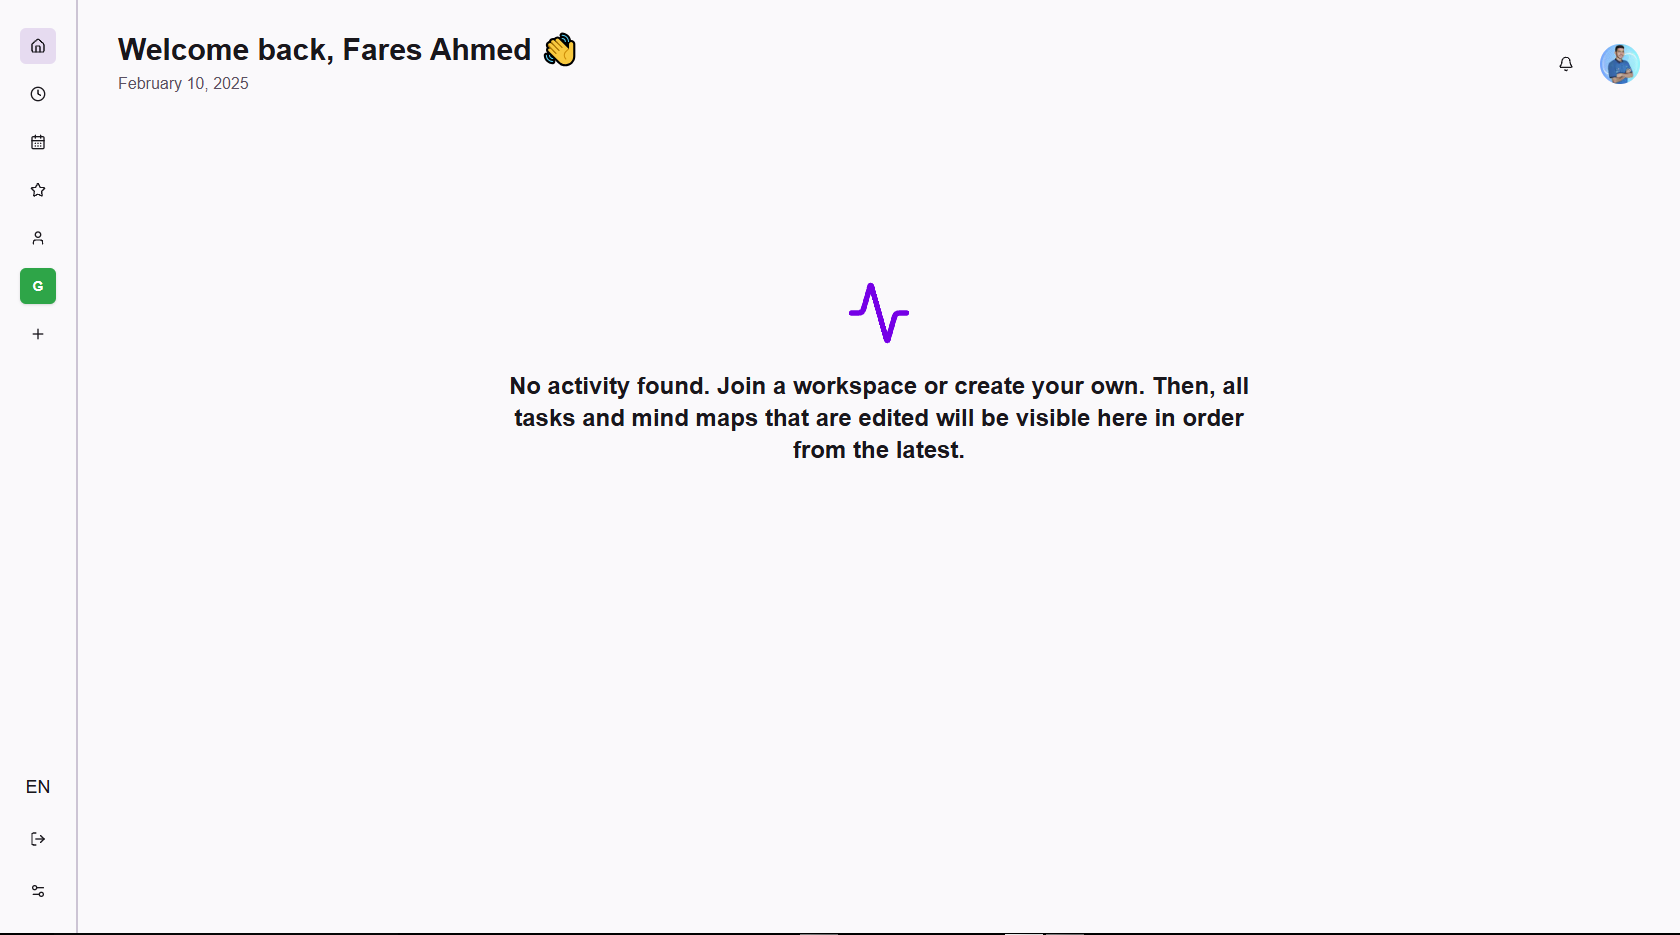 Welcome back, Fares Ahmed 👋
February 10, 2025
G
No activity found. Join a workspace or create your own. Then, all
tasks and mind maps that are edited will be visible here in order
from the latest.
EN